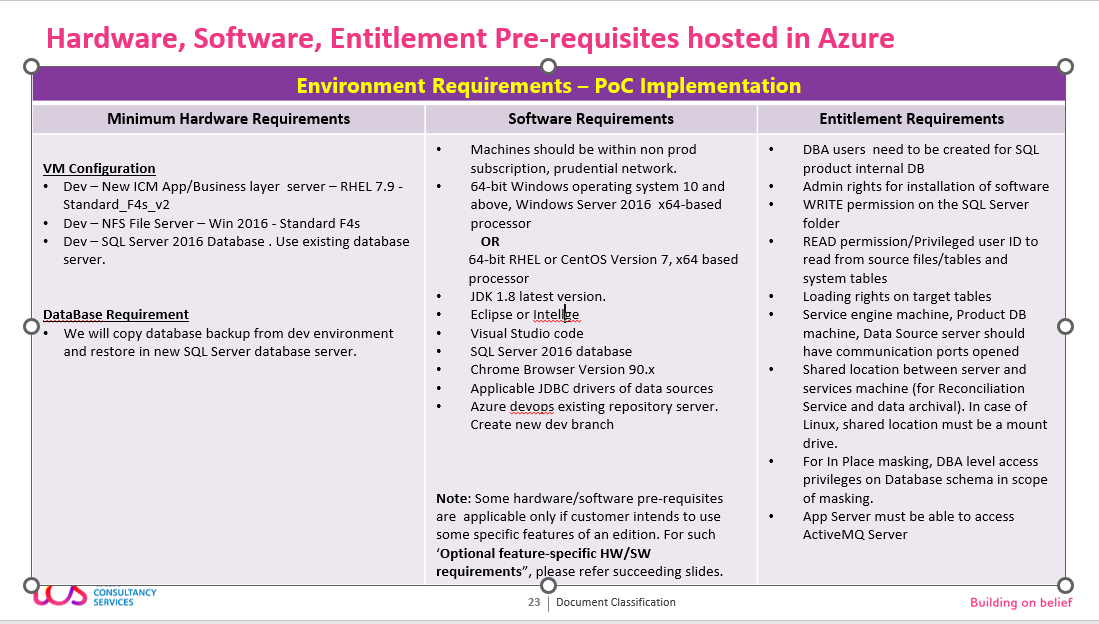 Hardware, Software, Entitlement Pre-requisites hosted in Azure
Environment Requirements – PoC Implementation
Minimum Hardware Requirements
VM Configuration
• Dev – New ICM App/Business layer server – RHEL 7.9 -
Standard_F4s_v2
• Dev – NFS File Server – Win 2016 - Standard F4s
• Dev – SQL Server 2016 Database . Use existing database
server.
DataBase Requirement
• We will copy database backup from dev environment
and restore in new SQL Server database server.
Software Requirements
• Machines should be within non prod
subscription, prudential network.
• 64-bit Windows operating system 10 and
above, Windows Server 2016 x64-based
processor
OR
64-bit RHEL or CentOS Version 7, x64 based
processor
• JDK 1.8 latest version.
• Eclipse or Intellge
• Visual Studio code
• SQL Server 2016 database
• Chrome Browser Version 90.x
• Applicable JDBC drivers of data sources
• Azure devops existing repository server.
Create new dev branch
Note: Some hardware/software pre-requisites
are applicable only if customer intends to use
some specific features of an edition. For such
‘Optional feature-specific HW/SW
requirements”, please refer succeeding slides.
Entitlement Requirements
• DBA users need to be created for SQL
product internal DB
• Admin rights for installation of software
• WRITE permission on the SQL Server
folder
• READ permission/Privileged user ID to
read from source files/tables and
system tables
• Loading rights on target tables
• Service engine machine, Product DB
machine, Data Source server should
have communication ports opened
• Shared location between server and
services machine (for Reconciliation
Service and data archival). In case of
Linux, shared location must be a mount
drive.
• For In Place masking, DBA level access
privileges on Database schema in scope
of masking.
• App Server must be able to access
ActiveMQ Server
CONSULTANCY
SERVICES
23 | Document Classification
Building on belief